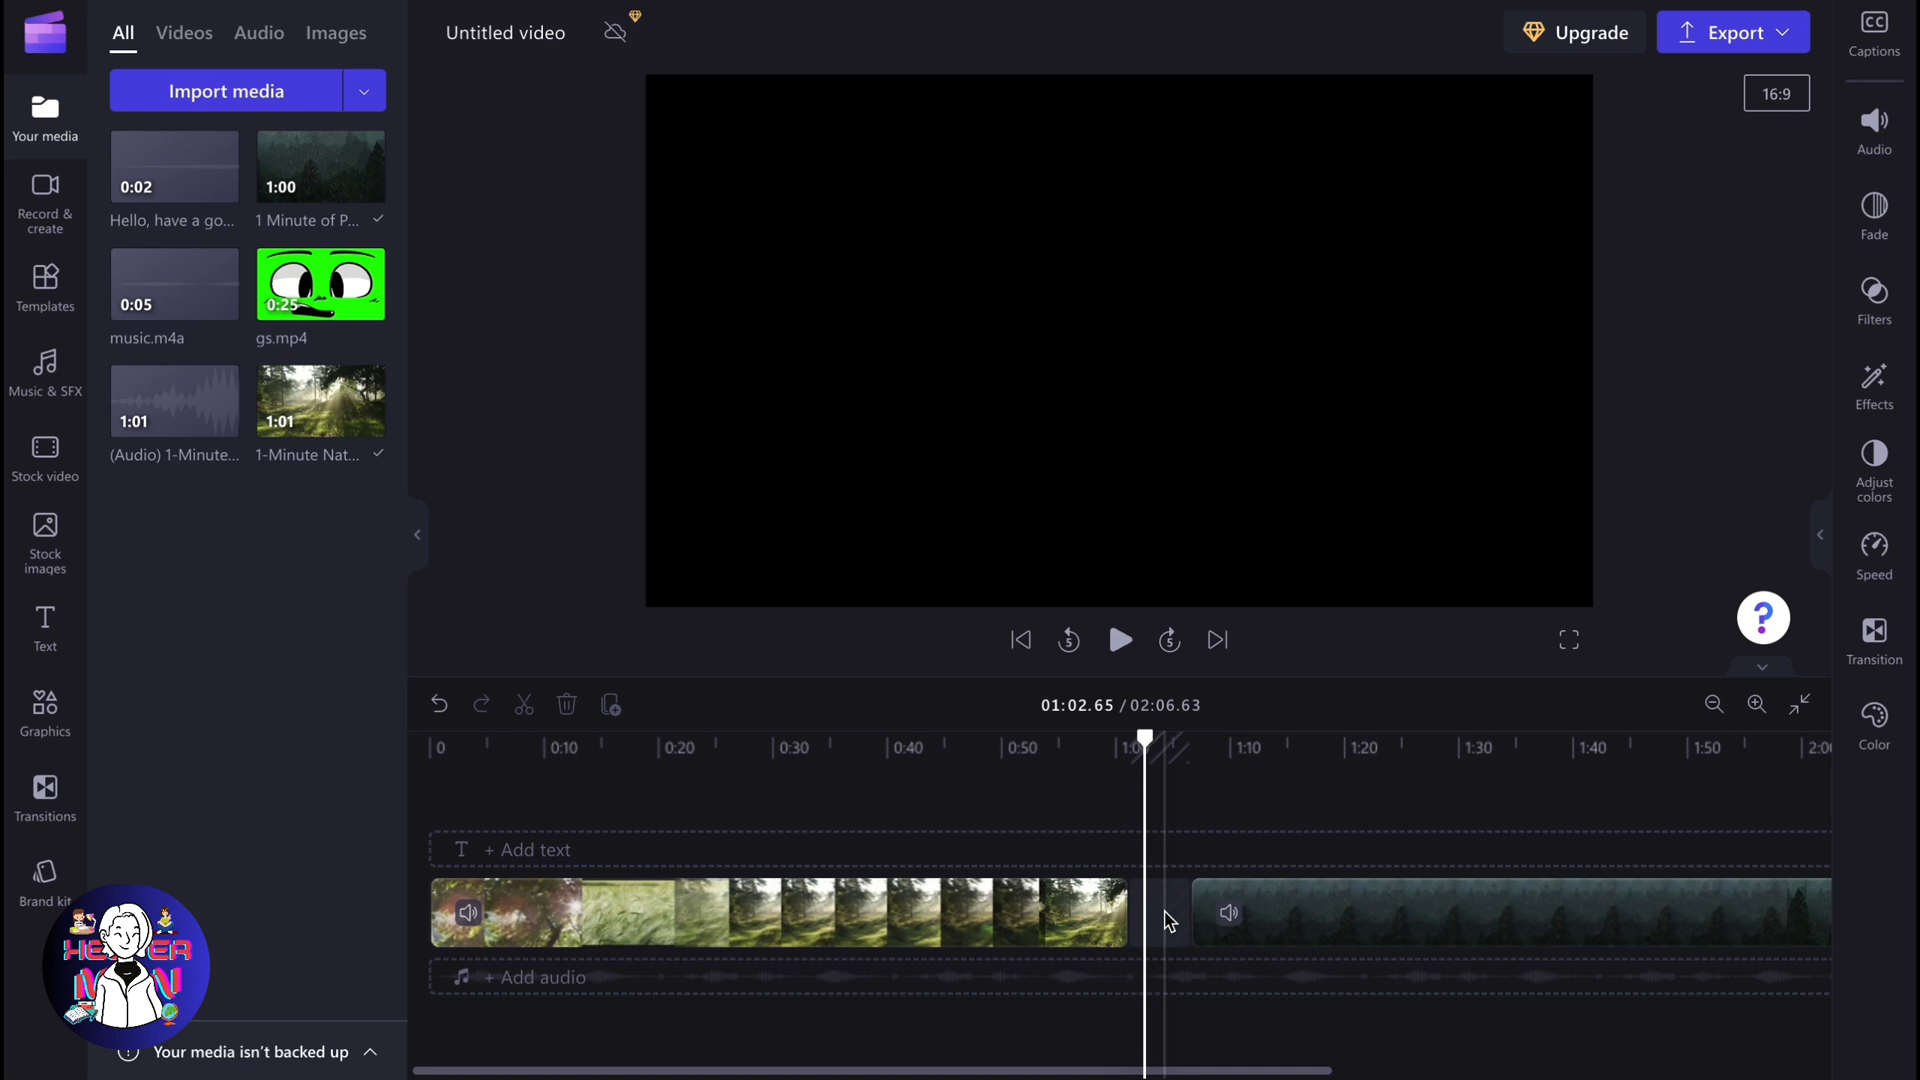 All
Videos
Audio
Images
Untitled video
Upgrade
Export
CC
Captions
Import media
16:9
Your media
Audio
0:02
1:00
Record &
create
Hello, have a go...
1 Minute of P...
Fade
Templates
0:05
0:25
Filters
music.m4a
gs.mp4
Music & SFX
Effects
1:01
1:01
Stock video
(Audio) 1-Minute...
1-Minute Nat...
Adjust
colors
Stock
images
Speed
?
Text
5
5
Transition
Graphics
01:02.65 / 02:06.63
Color
0
0:10
0:20
0:30
0:40
0:50
1:10
1:20
1:30
1:40
1:50
Transitions
T + Add text
Brand kit
HELPER
MAN
+ Add audio
Your media isn't backed up